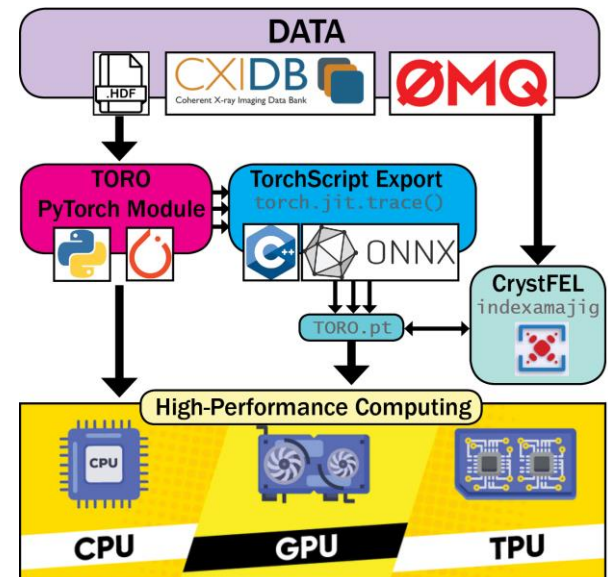 DATA
.HDF
CXIDB
Coherent X-ray Imaging Data Bank
ØMQ
TORO
PyTorch Module
TorchScript Export
torch.jit.trace()
C++
ONNX
CrystFEL
indexamajig
TORO.pt
High-Performance Computing
CPU
CPU
GPU
TPU